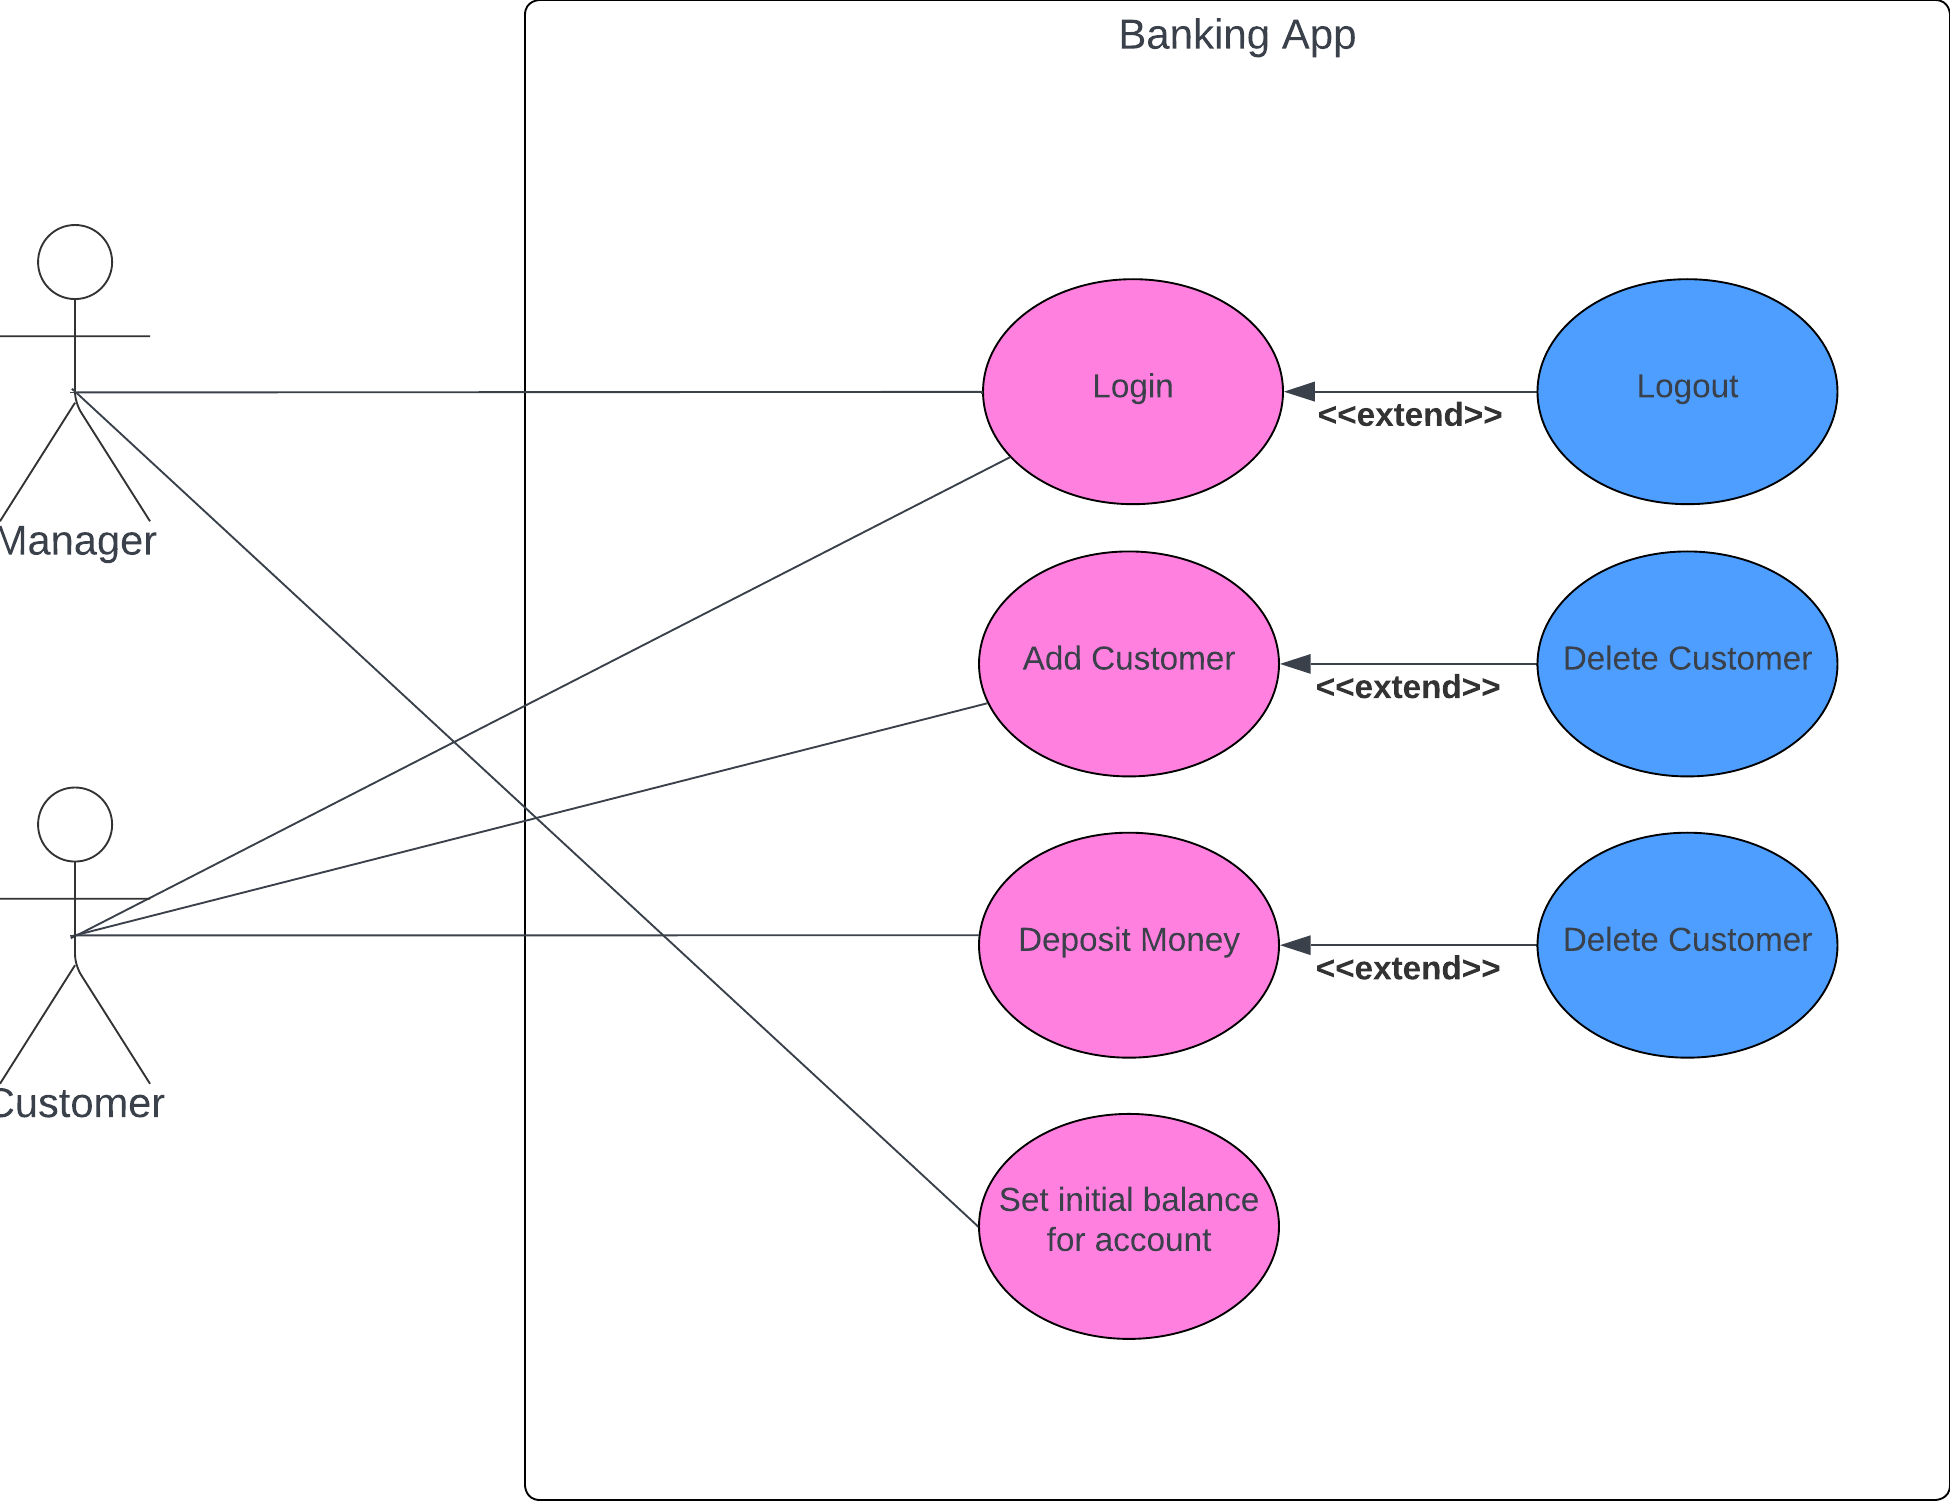 Banking App
Manager
Login
<<extend>>
Logout
Add Customer
<<extend>>
Delete Customer
Customer
Deposit Money
<<extend>>
Delete Customer
Set initial balance
for account